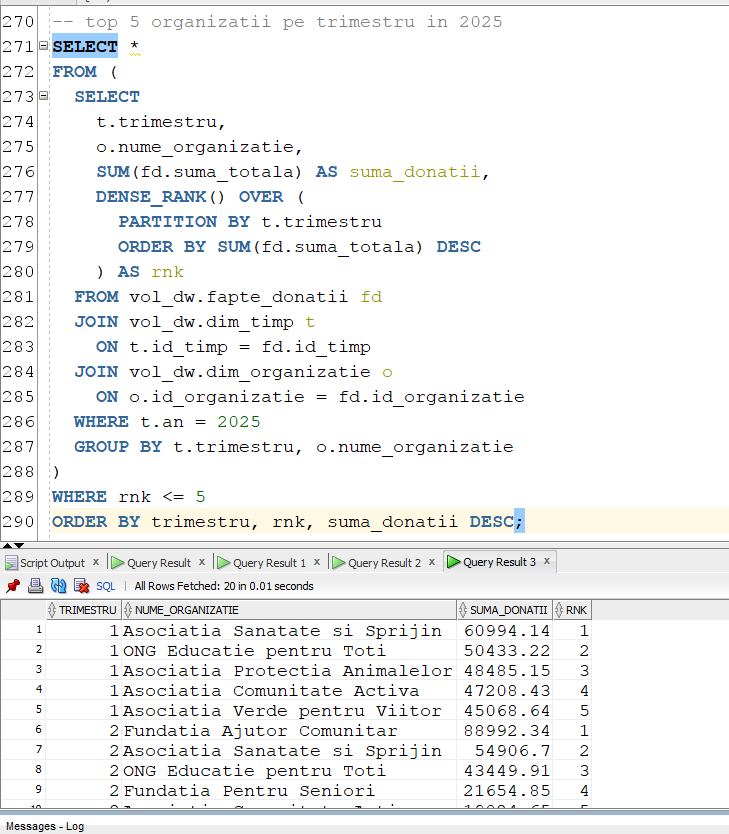 270 -- top 5 organizatii pe trimestru in 2025
271 SELECT *
272 FROM (
273 SELECT
274 t.trimestru,
275 o.nume_organizatie,
276 SUM(fd.suma_totala) AS suma_donatii,
277 DENSE_RANK() OVER (
278 PARTITION BY t.trimestru
279 ORDER BY SUM(fd.suma_totala) DESC
280 ) AS rnk
281 FROM vol_dw.fapte_donatii fd
282 JOIN vol_dw.dim_timp t
283 ON t.id_timp = fd.id_timp
284 JOIN vol_dw.dim_organizatie o
285 ON o.id_organizatie = fd.id_organizatie
286 WHERE t.an = 2025
287 GROUP BY t.trimestru, o.nume_organizatie
288 )
289 WHERE rnk <= 5
290 ORDER BY trimestru, rnk, suma_donatii DESC;
Script Output x Query Result x Query Result 1 x Query Result 2 x Query Result 3 x
SQL | All Rows Fetched: 20 in 0.01 seconds
TRIMESTRU NUME_ORGANIZATIE SUMA_DONATII RNK
1 1 Asociatia Sanatate si Sprijin 60994.14 1
2 1 ONG Educatie pentru Toti 50433.22 2
3 1 Asociatia Protectia Animalelor 48485.15 3
4 1 Asociatia Comunitate Activa 47208.43 4
5 1 Asociatia Verde pentru Viitor 45068.64 5
6 2 Fundatia Ajutor Comunitar 88992.34 1
7 2 Asociatia Sanatate si Sprijin 54906.7 2
8 2 ONG Educatie pentru Toti 43449.91 3
9 2 Fundatia Pentru Seniori 21654.85 4
Messages - Log